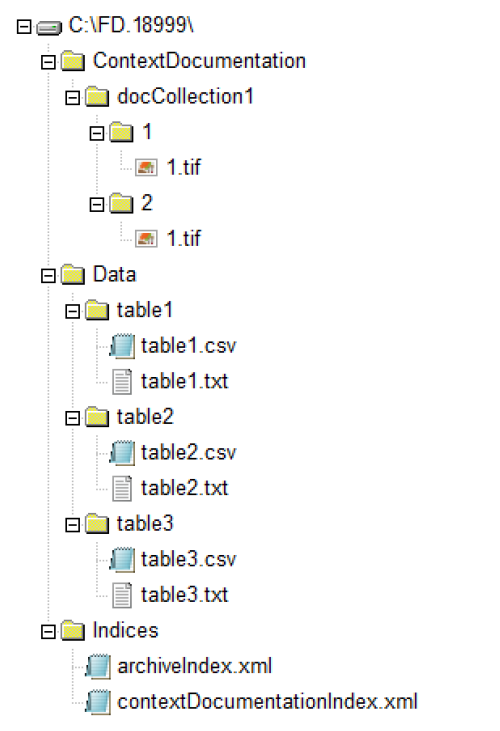 C:\FD.18999\
ContextDocumentation
docCollection1
1
1.tif
2
1.tif
Data
table1
table1.csv
table1.txt
table2
table2.csv
table2.txt
table3
table3.csv
table3.txt
Indices
archiveIndex.xml
contextDocumentationIndex.xml